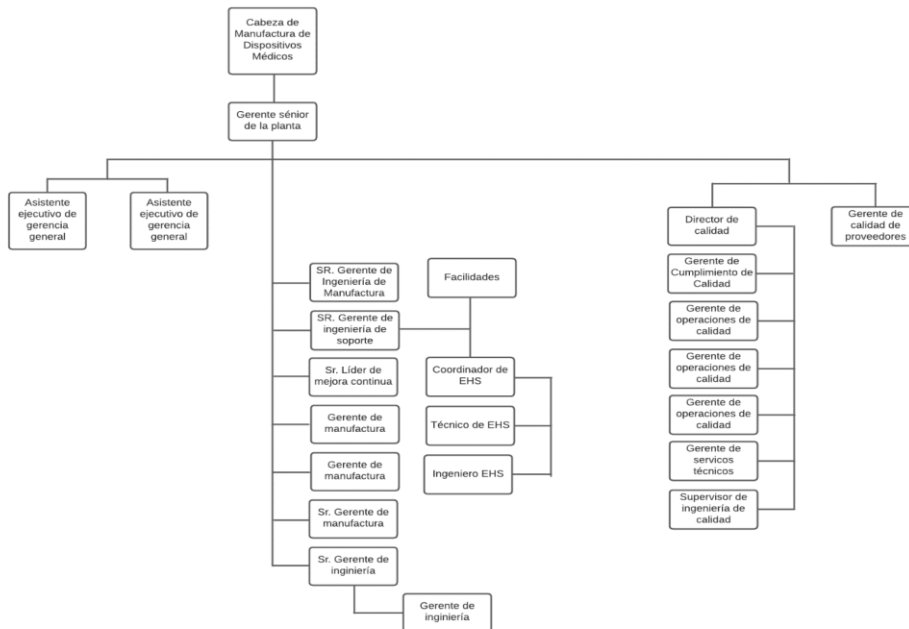 Cabeza de
Manufactura de
Dispositivos
Médicos
Gerente sénior
de la planta
Asistente
ejecutivo de
gerencia
general
Asistente
ejecutivo de
gerencia
general
Director de
calidad
Gerente de
calidad de
proveedores
SR. Gerente de
Ingeniería de
Manufactura
Facilidades
Gerente de
Cumplimiento de
Calidad
SR. Gerente de
ingeniería de
soporte
Gerente de
operaciones de
calidad
Sr. Líder de
mejora continua
Coordinador de
EHS
Gerente de
operaciones de
calidad
Gerente de
manufactura
Técnico de EHS
Gerente de
operaciones de
calidad
Gerente de
manufactura
Ingeniero EHS
Gerente de
servicos
técnicos
Sr. Gerente de
manufactura
Supervisor de
ingeniería de
calidad
Sr. Gerente de
inginiería
Gerente de
inginiería